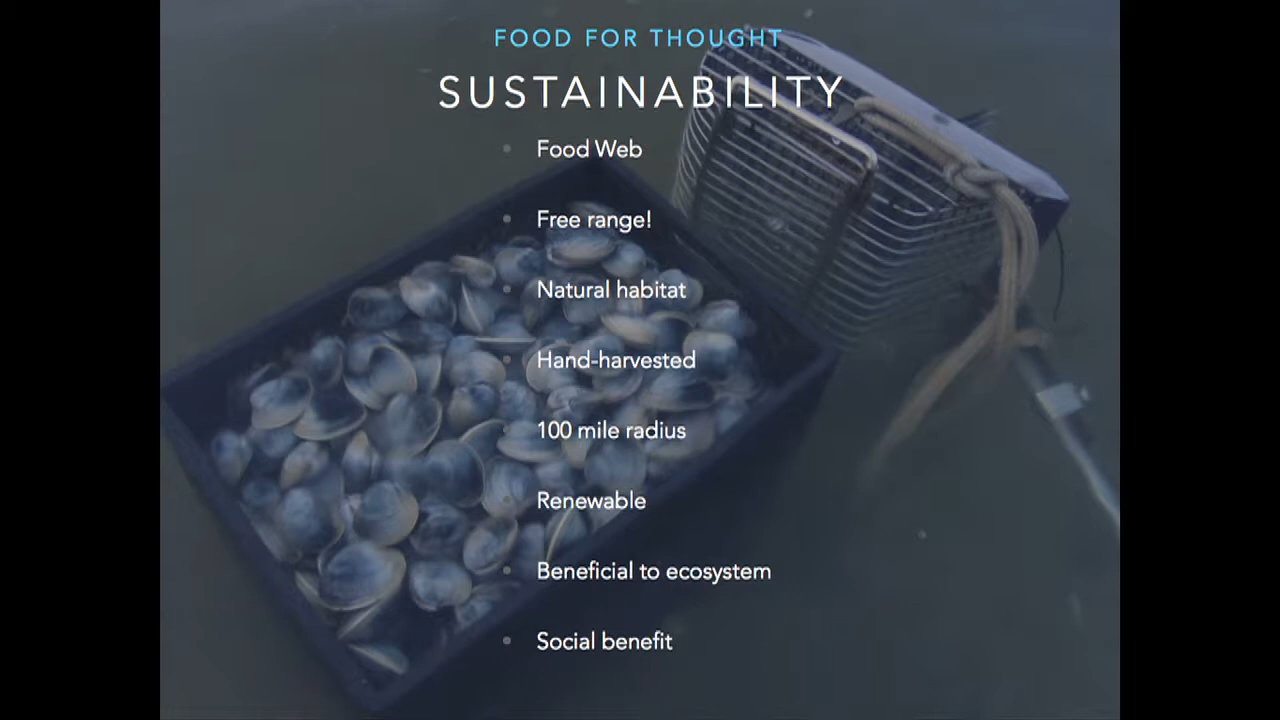 FOOD FOR THOUGHT
SUSTAINABILITY
Food Web
Free range!
Natural habitat
Hand-harvested
100 mile radius
Renewable
Beneficial to ecosystem
Social benefit